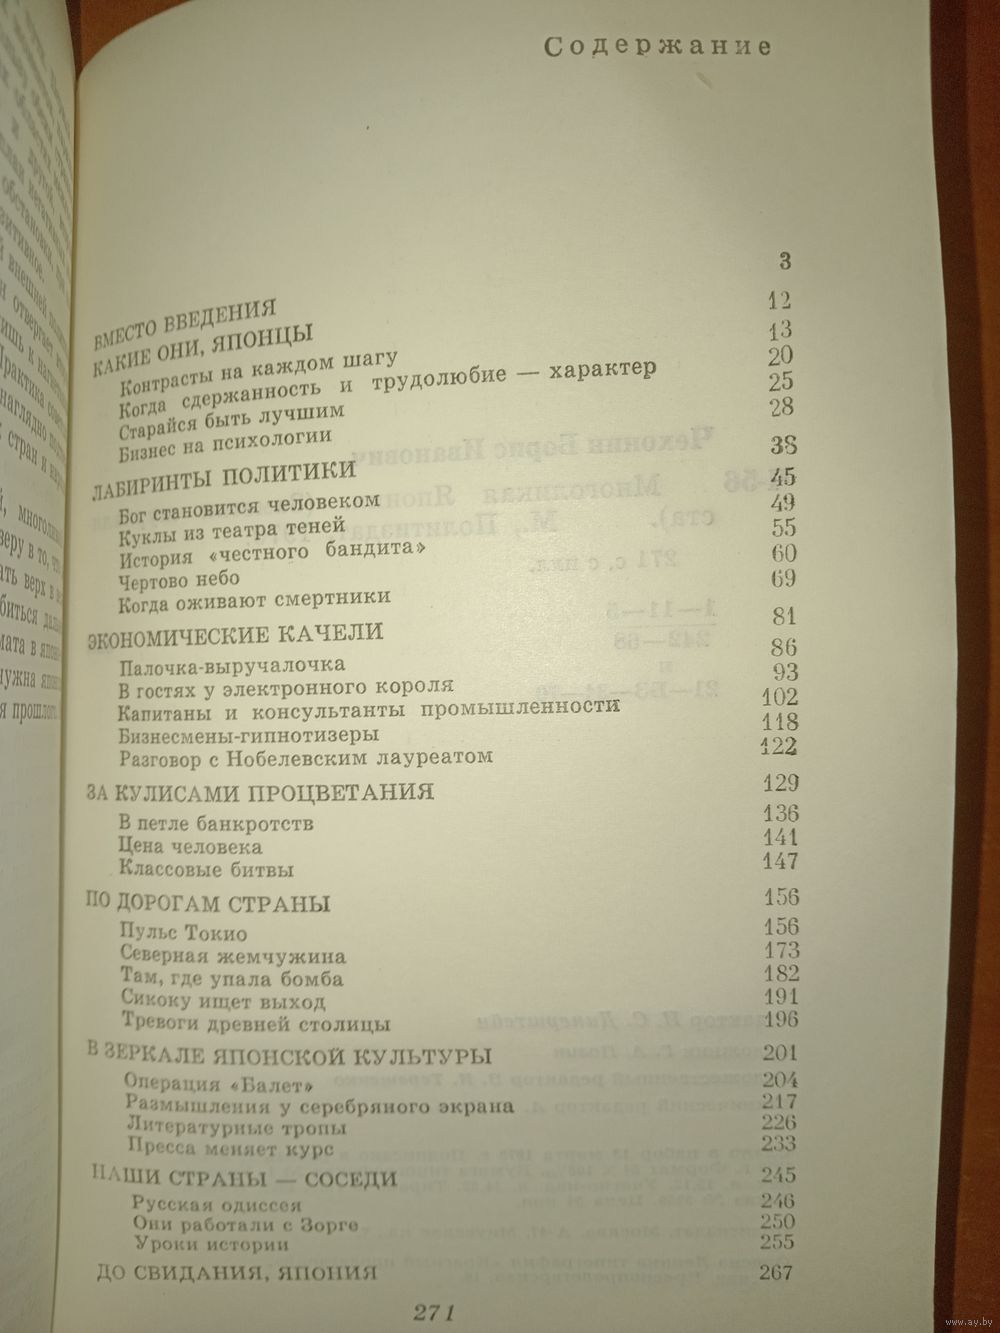 Содержание
ВМЕСТО ВВЕДЕНИЯ 3
КАКИЕ ОНИ, ЯПОНЦЫ 12
Контрасты на каждом шагу 13
Когда сдержанность и трудолюбие — характер 20
Старайся быть лучшим 25
Бизнес на психологии 28
ЛАБИРИНТЫ ПОЛИТИКИ 38
Бог становится человеком 45
Куклы из театра теней 49
История «честного бандита» 55
Чертово небо 60
Когда оживают смертники 69
ЭКОНОМИЧЕСКИЕ КАЧЕЛИ 81
Палочка-выручалочка 86
В гостях у электронного короля 93
Капитаны и консультанты промышленности 102
Бизнесмены-гипнотизеры 118
Разговор с Нобелевским лауреатом 122
ЗА КУЛИСАМИ ПРОЦВЕТАНИЯ 129
В петле банкротств 136
Цена человека 141
Классовые битвы 147
ПО ДОРОГАМ СТРАНЫ 156
Пульс Токио 156
Северная жемчужина 173
Там, где упала бомба 182
Сикоку ищет выход 191
Тревоги древней столицы 196
В ЗЕРКАЛЕ ЯПОНСКОЙ КУЛЬТУРЫ 201
Операция «Балет» 204
Размышления у серебряного экрана 217
Литературные тропы 226
Пресса меняет курс 233
НАШИ СТРАНЫ — СОСЕДИ 245
Русская одиссея 246
Они работали с Зорге 250
Уроки истории 255
ДО СВИДАНИЯ, ЯПОНИЯ 267
271
www.ay.by